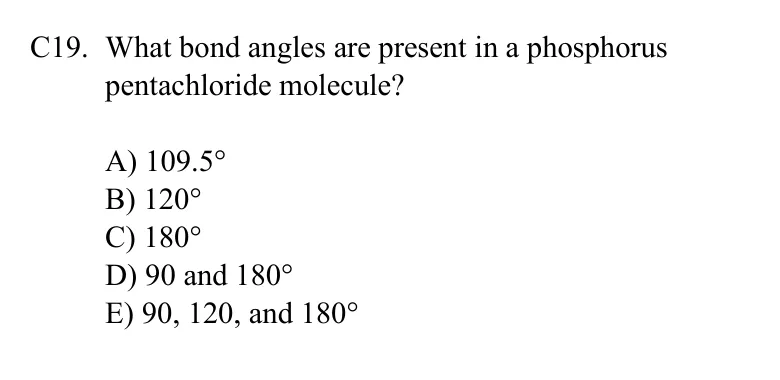 C19. What bond angles are present in a phosphorus
pentachloride molecule?
A) 109.5°
B) 120°
C) 180°
D) 90 and 180°
E) 90, 120, and 180°